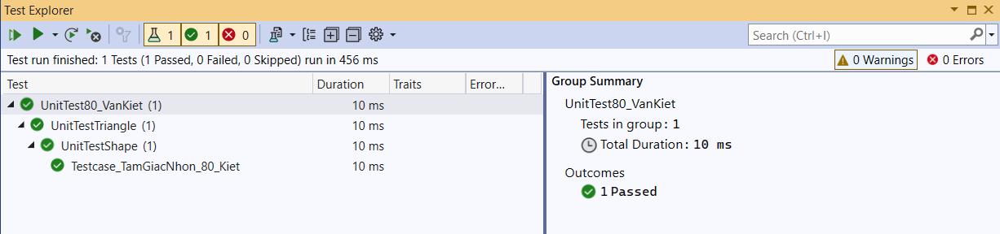 Test Explorer
1 1 0 Search (Ctrl+I)
Test run finished: 1 Tests (1 Passed, 0 Failed, 0 Skipped) run in 456 ms 0 Warnings 0 Errors
Test Duration Traits Error...
UnitTest80_VanKiet (1) 10 ms
UnitTestTriangle (1) 10 ms
UnitTestShape (1) 10 ms
Testcase_TamGiacNhon_80_Kiet 10 ms
Group Summary
UnitTest80_VanKiet
Tests in group: 1
Total Duration: 10 ms
Outcomes
1 Passed